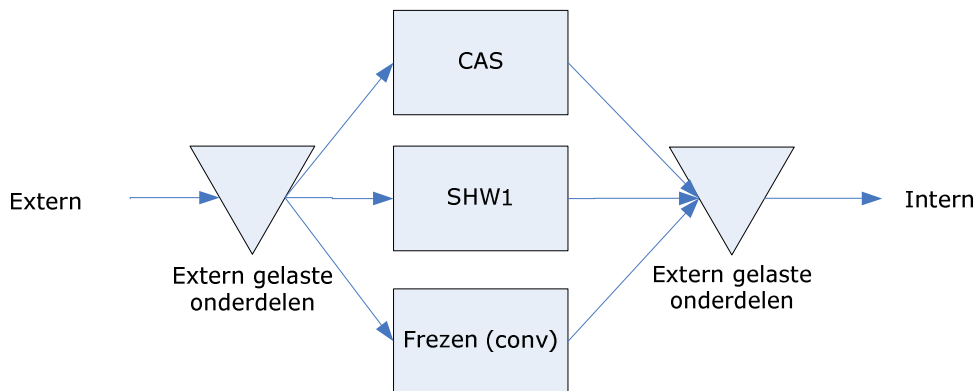 CAS
Extern
SHW1
Intern
Extern gelaste
onderdelen
Extern gelaste
onderdelen
Frezen (conv)